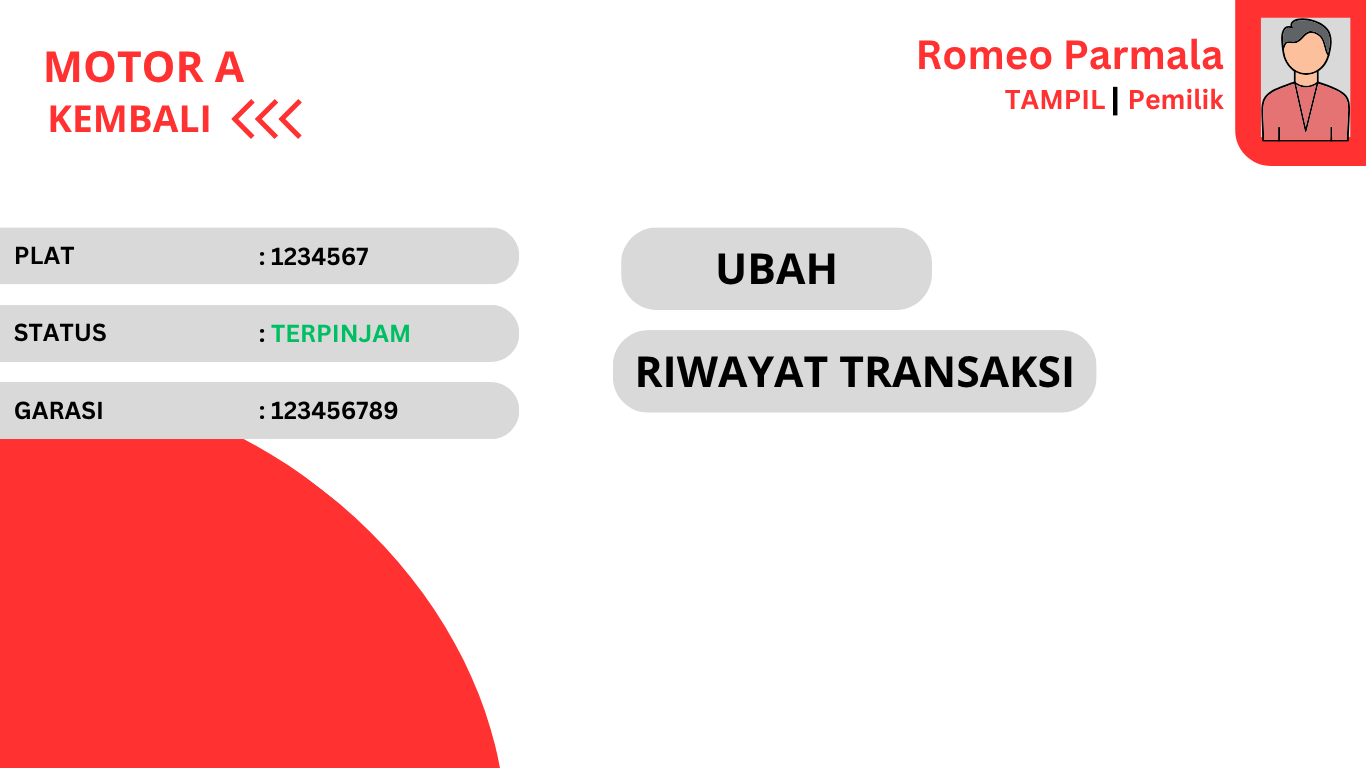 MOTOR A
KEMBALI
Romeo Parmala
TAMPIL | Pemilik
PLAT : 1234567
STATUS : TERPINJAM
GARASI : 123456789
UBAH
RIWAYAT TRANSAKSI